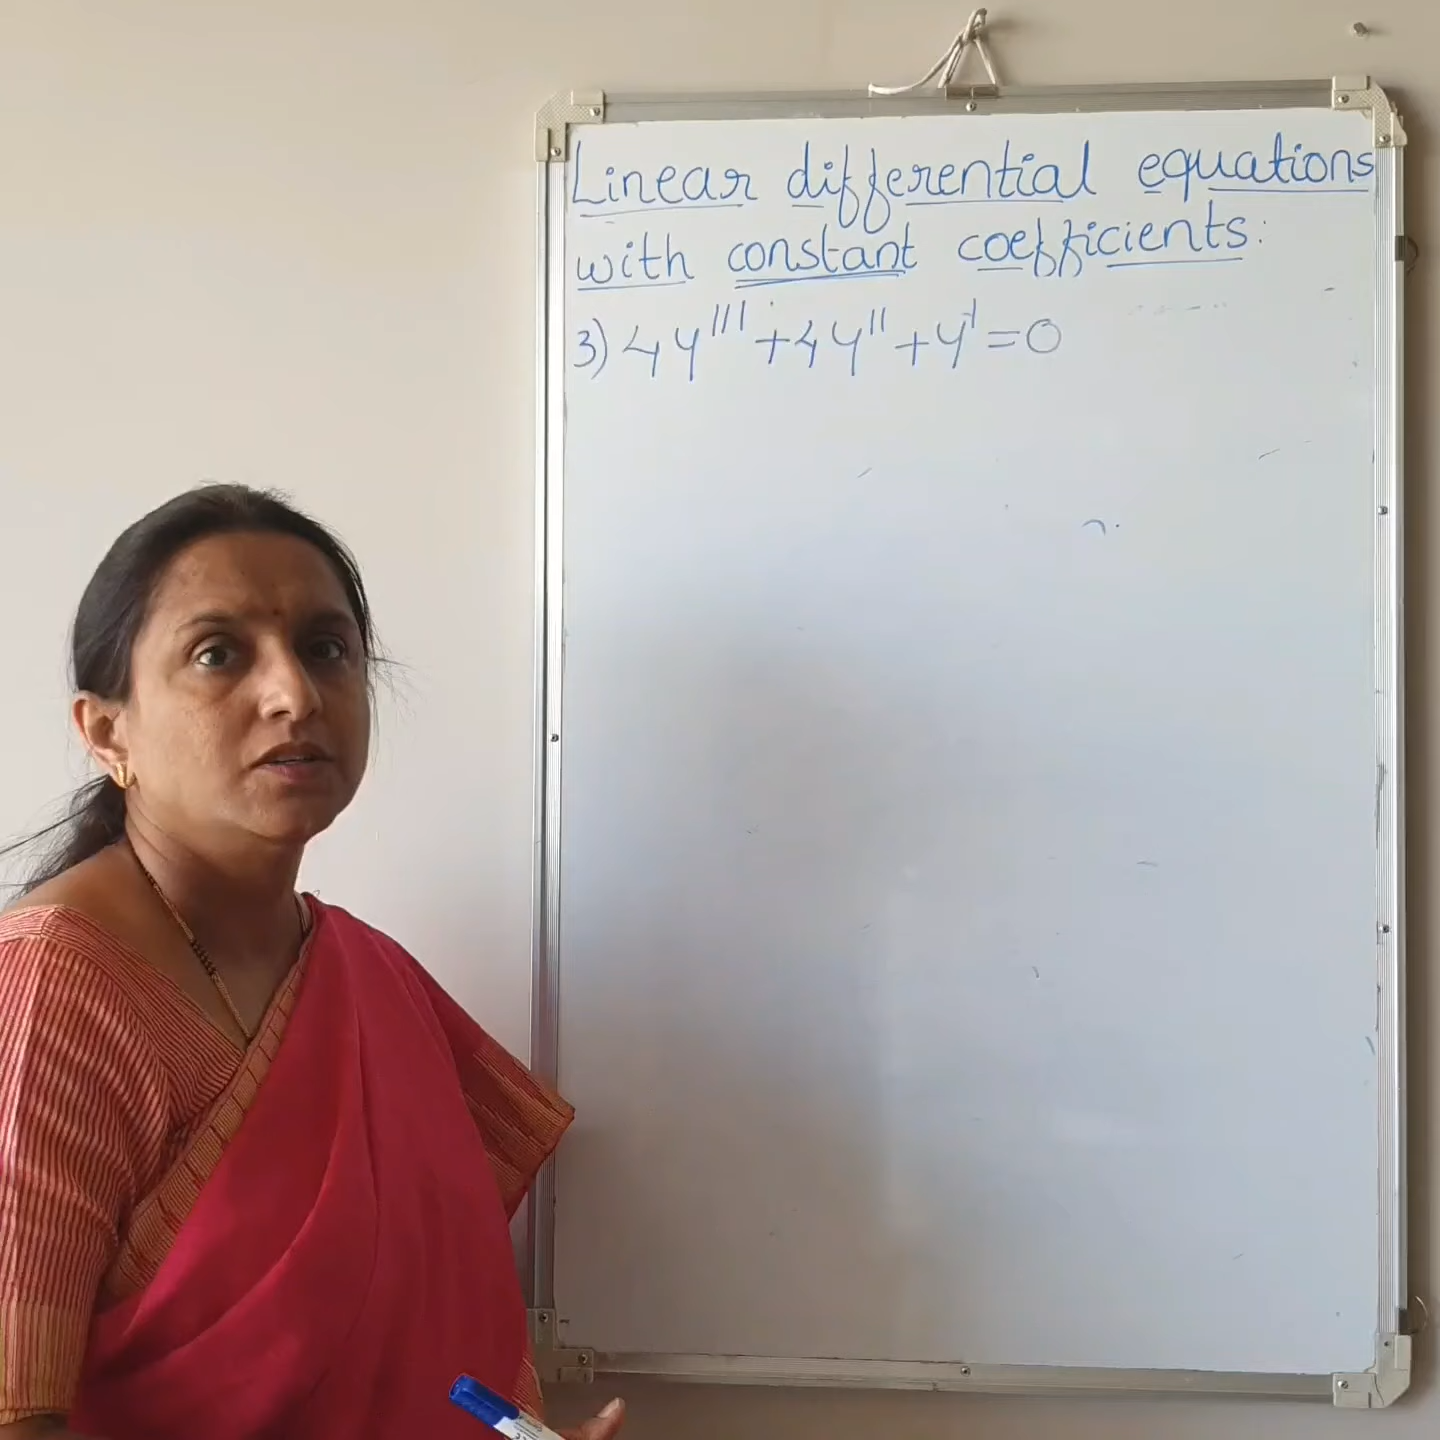 Linear differential equations
with constant coefficients:
3) 4y''' + 4y'' + y' = 0